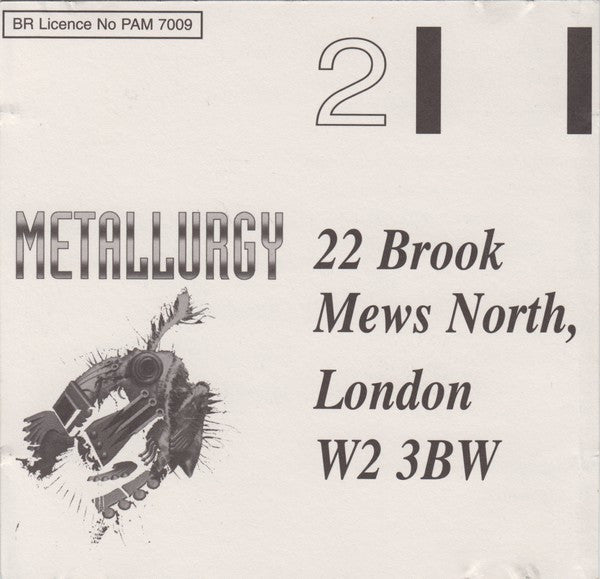 BR Licence No PAM 7009
2
METALLURGY
22 Brook
Mews North,
London
W2 3BW